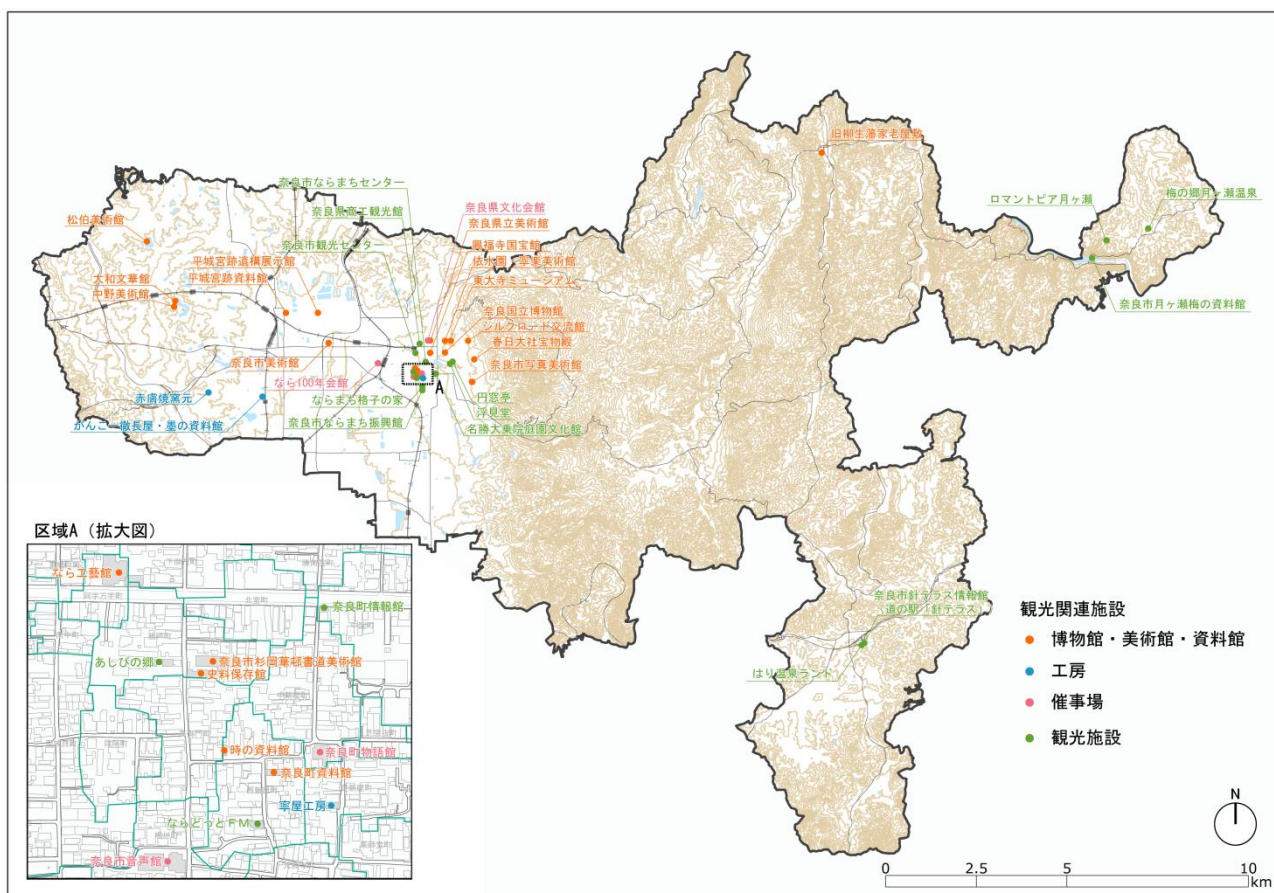 旧柳生藩家老屋敷
奈良市ならまちセンター
奈良県商工観光館
奈良市観光センター
奈良県文化会館
奈良県立美術館
興福寺国宝館
依水園・寧楽美術館
東大寺ミュージアム
奈良国立博物館
シルクロード交流館
春日大社宝物殿
奈良市写真美術館
松伯美術館
平城宮跡遺構展示館
平城宮跡資料館
大和文華館
中野美術館
ロマントピア月ヶ瀬
梅の郷月ヶ瀬温泉
奈良市月ヶ瀬梅の資料館
奈良市美術館
なら100年会館
赤膚焼窯元
がんこ一徹長屋・墨の資料館
ならまち格子の家
奈良市ならまち振興館
A
円窓亭
浮見堂
名勝大乗院庭園文化館
奈良市針テラス情報館
道の駅「針テラス」
はり温泉ランド
区域A（拡大図）
なら工藝館
奈良町情報館
あしびの郷
奈良市杉岡華邨書道美術館
史料保存館
時の資料館
奈良町物語館
奈良町資料館
寧屋工房
ならどっとＦＭ
奈良市音声館
観光関連施設
博物館・美術館・資料館
工房
催事場
観光施設
N
0 2.5 5 10
km